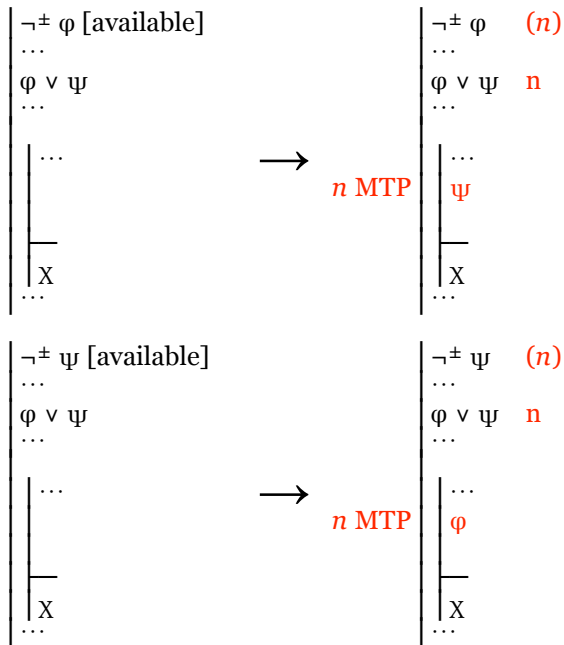 ¬± φ [available]
…
φ ∨ ψ
…
…
X
…
→
¬± φ (n)
…
φ ∨ ψ n
…
…
n MTP ψ
X
…
¬± ψ [available]
…
φ ∨ ψ
…
…
X
…
→
¬± ψ (n)
…
φ ∨ ψ n
…
…
n MTP φ
X
…